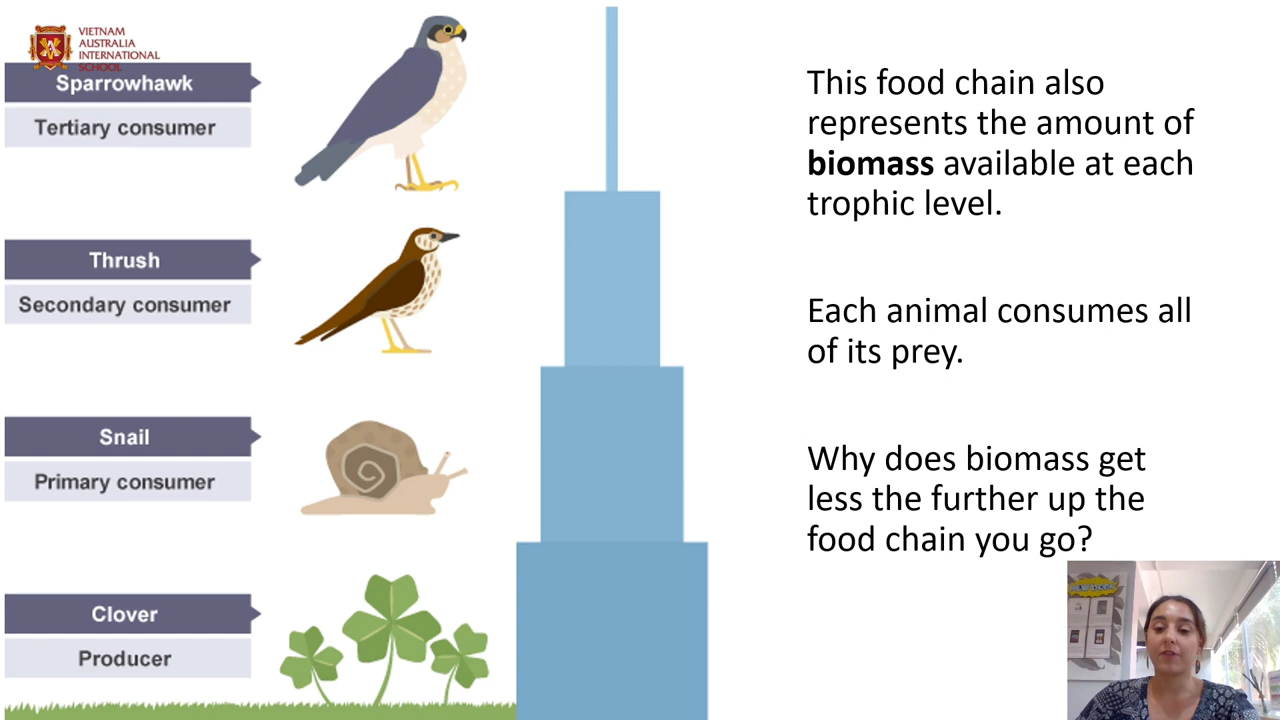 VIETNAM
AUSTRALIA
INTERNATIONAL
SCHOOL
Sparrowhawk
Tertiary consumer
Thrush
Secondary consumer
Snail
Primary consumer
Clover
Producer
This food chain also
represents the amount of
biomass available at each
trophic level.
Each animal consumes all
of its prey.
Why does biomass get
less the further up the
food chain you go?